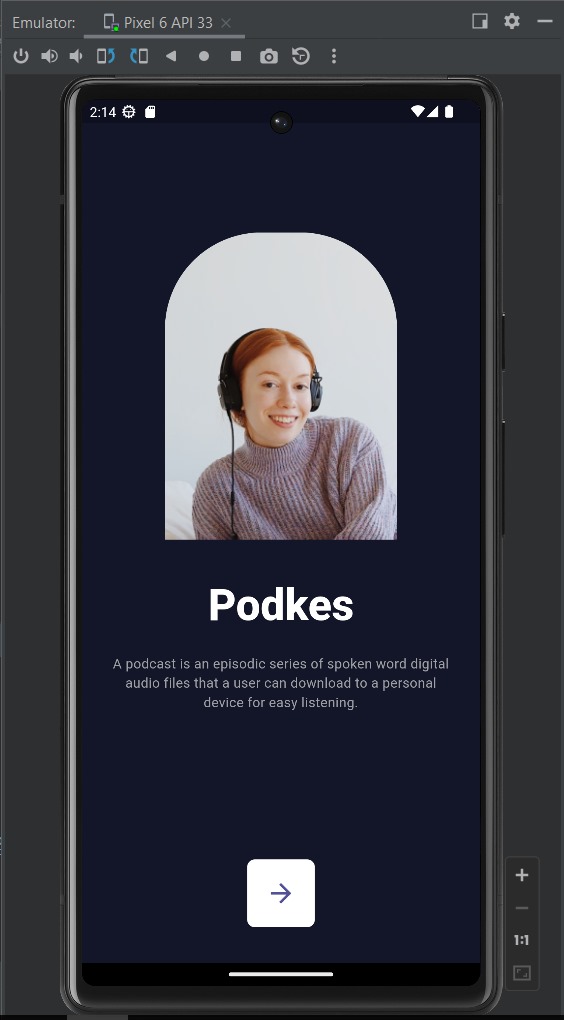 Emulator: Pixel 6 API 33
2:14
Podkes
A podcast is an episodic series of spoken word digital
audio files that a user can download to a personal
device for easy listening.
1:1